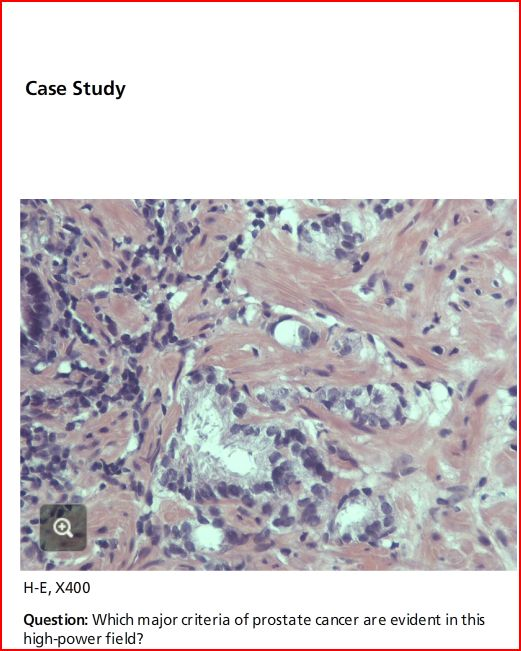 Case Study
H-E, X400
Question: Which major criteria of prostate cancer are evident in this
high-power field?